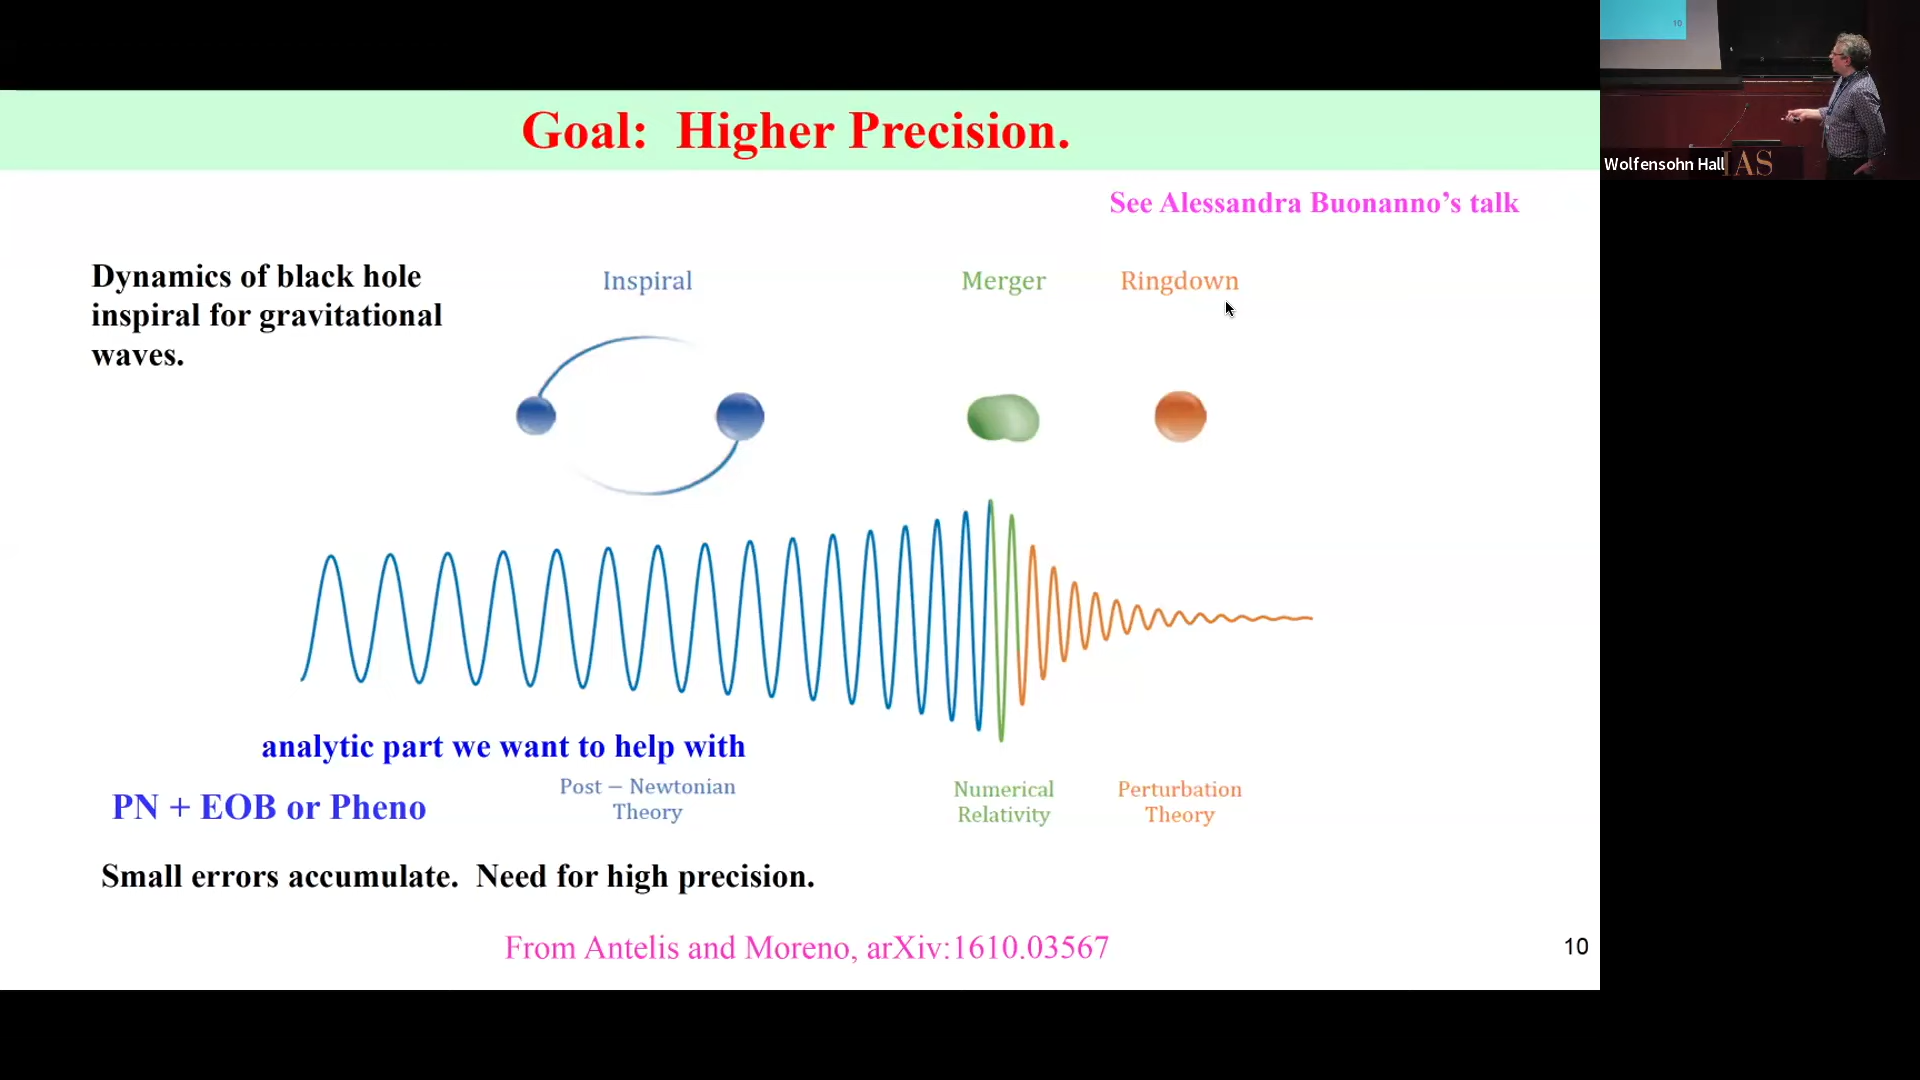 Goal: Higher Precision.
See Alessandra Buonanno's talk
Dynamics of black hole
inspiral for gravitational
waves.
Inspiral
Merger
Ringdown
analytic part we want to help with
PN + EOB or Pheno
Post – Newtonian
Theory
Numerical
Relativity
Perturbation
Theory
Small errors accumulate. Need for high precision.
From Antelis and Moreno, arXiv:1610.03567
10
10
Wolfensohn Hall
IAS